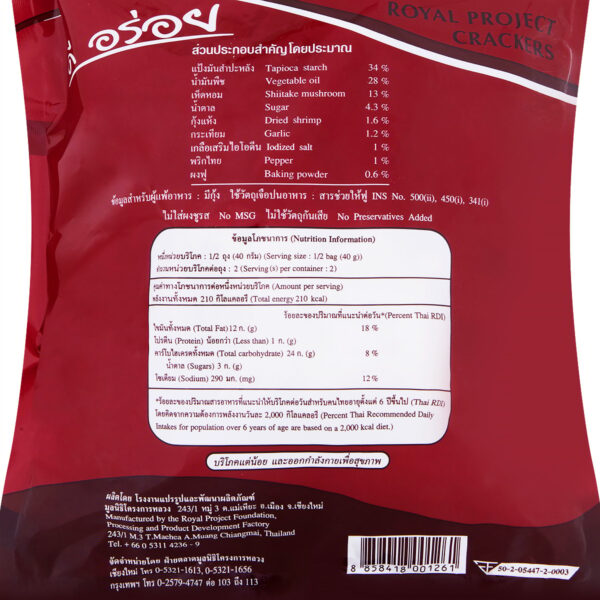 อร่อย
ROYAL PROJECT
CRACKERS
ส่วนประกอบสำคัญโดยประมาณ
แป้งมันสำปะหลัง Tapioca starch 34 %
น้ำมันพืช Vegetable oil 28 %
เห็ดหอม Shiitake mushroom 13 %
น้ำตาล Sugar 4.3 %
กุ้งแห้ง Dried shrimp 1.6 %
กระเทียม Garlic 1.2 %
เกลือเสริมไอโอดีน Iodized salt 1 %
พริกไทย Pepper 1 %
ผงฟู Baking powder 0.6 %
ข้อมูลสำหรับผู้แพ้อาหาร : มีกุ้ง ใช้วัตถุเจือปนอาหาร : สารช่วยให้ฟู INS No. 500(ii), 450(i), 341(i)
ไม่ใส่ผงชูรส No MSG ไม่ใช้วัตถุกันเสีย No Preservatives Added
ข้อมูลโภชนาการ (Nutrition Information)
หนึ่งหน่วยบริโภค : 1/2 ถุง (40 กรัม) (Serving size : 1/2 bag (40 g))
จำนวนหน่วยบริโภคต่อถุง : 2 (Serving(s) per container : 2)
คุณค่าทางโภชนาการต่อหนึ่งหน่วยบริโภค (Amount per serving)
พลังงานทั้งหมด 210 กิโลแคลอรี (Total energy 210 kcal)
ร้อยละของปริมาณที่แนะนำต่อวัน*(Percent Thai RDI)
ไขมันทั้งหมด (Total Fat)12 ก. (g) 18 %
โปรตีน (Protein) น้อยกว่า (Less than) 1 ก. (g)
คาร์โบไฮเดรตทั้งหมด (Total carbohydrate) 24 ก. (g) 8 %
น้ำตาล (Sugars) 3 ก. (g)
โซเดียม (Sodium) 290 มก. (mg) 12 %
*ร้อยละของปริมาณสารอาหารที่แนะนำให้บริโภคต่อวันสำหรับคนไทยอายุตั้งแต่ 6 ปีขึ้นไป (Thai RDI)
โดยคิดจากความต้องการพลังงานวันละ 2,000 กิโลแคลอรี (Percent Thai Recommended Daily
Intakes for population over 6 years of age are based on a 2,000 kcal diet.)
บริโภคแต่น้อย และออกกำลังกายเพื่อสุขภาพ
ผลิตโดย โรงงานแปรรูปและพัฒนาผลิตภัณฑ์
มูลนิธิโครงการหลวง 243/1 หมู่ 3 ต.แม่เหียะ อ.เมือง จ.เชียงใหม่
Manufactured by the Royal Project Foundation,
Processing and Product Development Factory
243/1 M.3 T.Maehea A.Muang Chiangmai, Thailand
Tel. + 66 0 5311 4236 - 9
จัดจำหน่ายโดย ฝ่ายตลาดมูลนิธิโครงการหลวง
เชียงใหม่ โทร 0-5321-1613, 0-5321-1656
กรุงเทพฯ โทร 0-2579-4747 ต่อ 103 ถึง 113
8 858418 001261
50-2-05447-2-0003